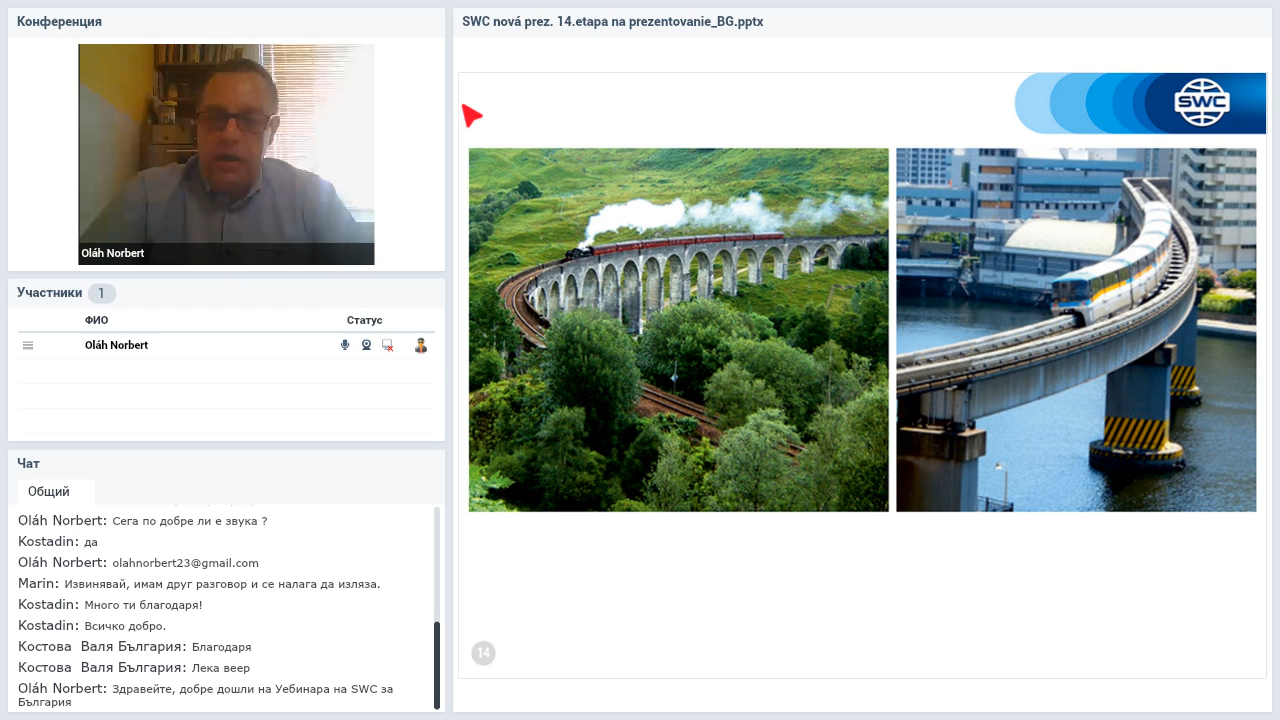 Конференция
Oláh Norbert
Участники 1
ФИО Статус
Oláh Norbert
Чат
Общий
Oláh Norbert: Сега по добре ли е звука ?
Kostadin: да
Oláh Norbert: olahnorbert23@gmail.com
Marin: Извинявай, имам друг разговор и се налага да изляза.
Kostadin: Много ти благодаря!
Kostadin: Всичко добро.
Костова Валя България: Благодаря
Костова Валя България: Лека веер
Oláh Norbert: Здравейте, добре дошли на Уебинара на SWC за
България
SWC nová prez. 14.etapa na prezentovanie_BG.pptx
SWC
14